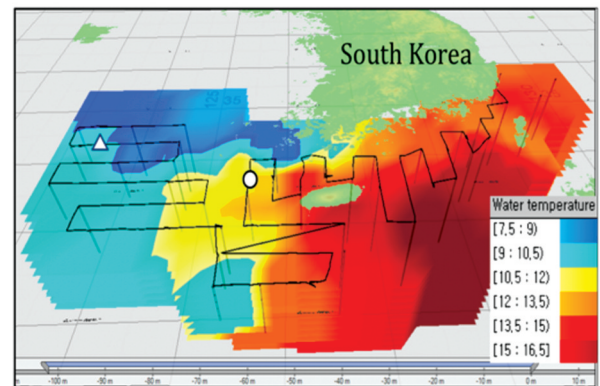 South Korea
Water temperature
[7,5 : 9)
[9 : 10,5)
[10,5 : 12)
[12 : 13,5)
[13,5 : 15)
[15 : 16,5]
-100 m
-90 m
-80 m
-70 m
-60 m
-50 m
-40 m
-30 m
-20 m
-10 m
0 m
10 m